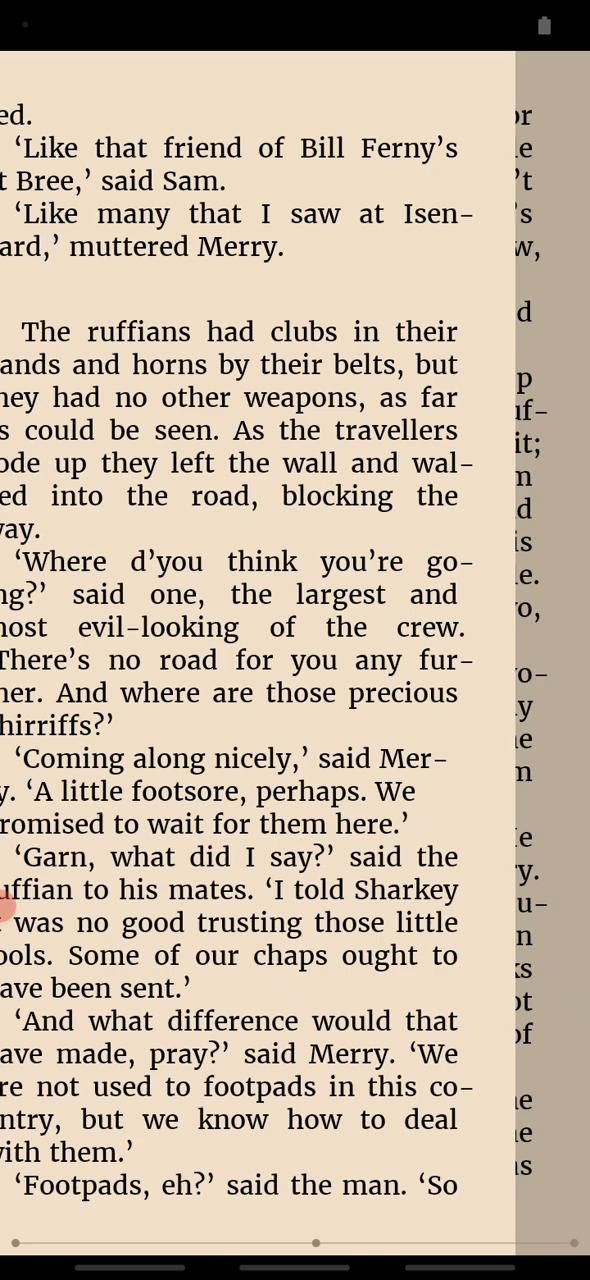 ed.
‘Like that friend of Bill Ferny’s
t Bree,’ said Sam.
‘Like many that I saw at Isen-
ard,’ muttered Merry.
The ruffians had clubs in their
ands and horns by their belts, but
hey had no other weapons, as far
s could be seen. As the travellers
ode up they left the wall and wal-
ed into the road, blocking the
way.
‘Where d’you think you’re go-
ng?’ said one, the largest and
most evil-looking of the crew.
There’s no road for you any fur-
her. And where are those precious
hirriffs?’
‘Coming along nicely,’ said Mer-
y. ‘A little footsore, perhaps. We
romised to wait for them here.’
‘Garn, what did I say?’ said the
uffian to his mates. ‘I told Sharkey
t was no good trusting those little
ools. Some of our chaps ought to
ave been sent.’
‘And what difference would that
ave made, pray?’ said Merry. ‘We
re not used to footpads in this co-
ntry, but we know how to deal
with them.’
‘Footpads, eh?’ said the man. ‘So